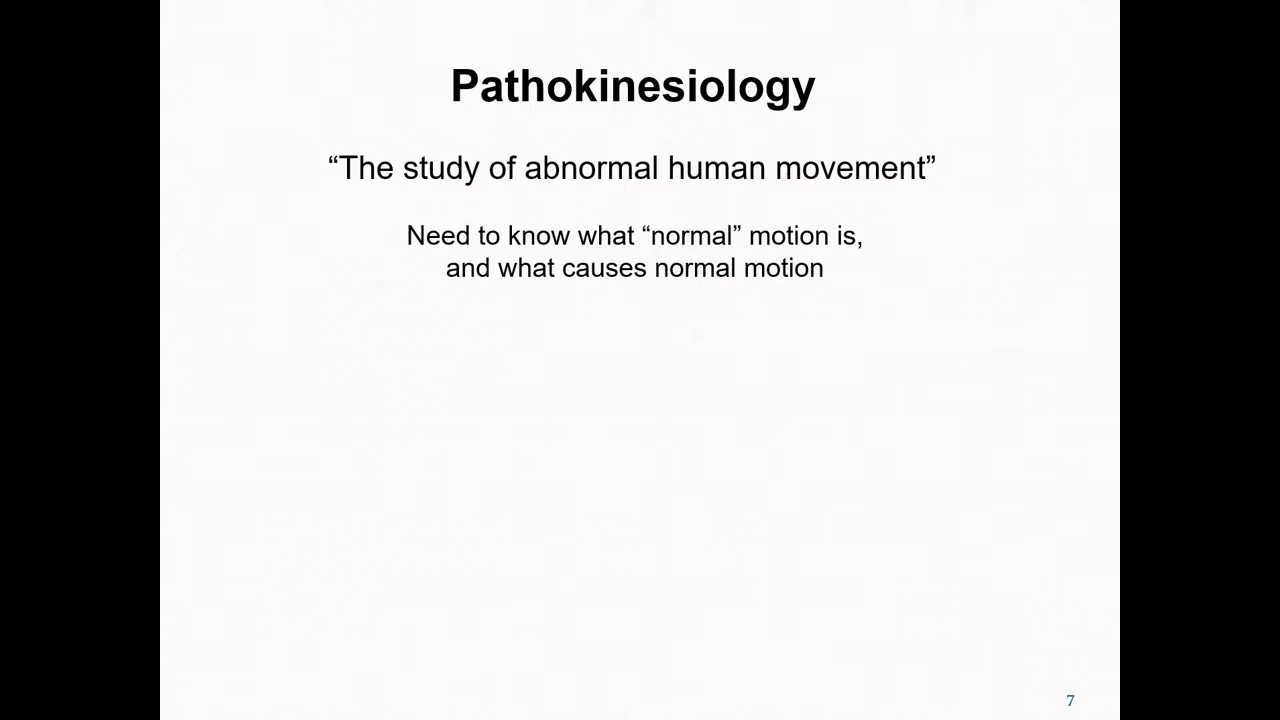 Pathokinesiology
“The study of abnormal human movement”
Need to know what “normal” motion is,
and what causes normal motion
7